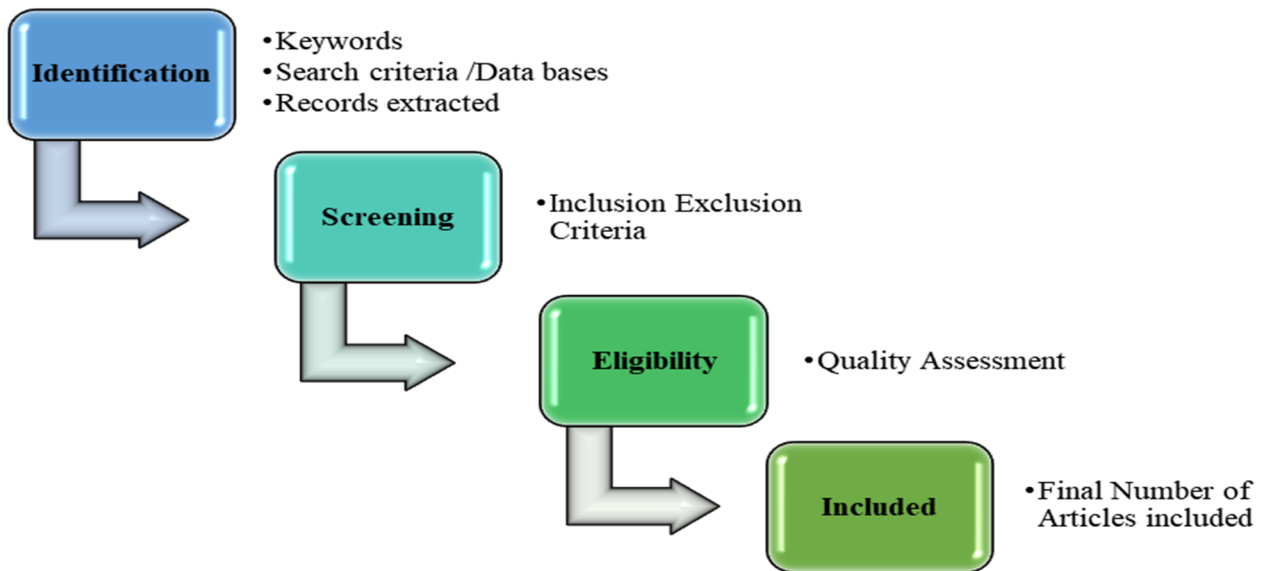 Identification
•Keywords
•Search criteria /Data bases
•Records extracted
Screening
•Inclusion Exclusion
Criteria
Eligibility
•Quality Assessment
Included
•Final Number of
Articles included